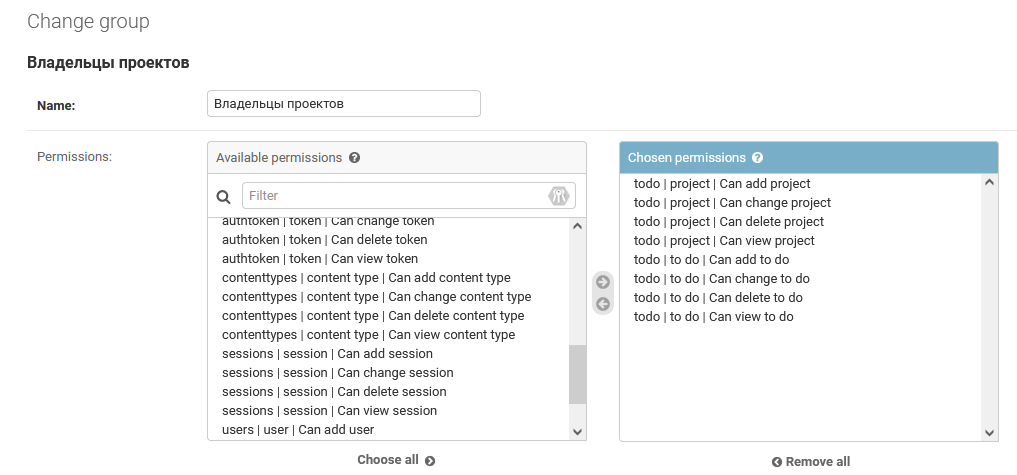 Change group
Владельцы проектов
Name:
Владельцы проектов
Permissions:
Available permissions ?
Filter
authtoken | token | Can change token
authtoken | token | Can delete token
authtoken | token | Can view token
contenttypes | content type | Can add content type
contenttypes | content type | Can change content type
contenttypes | content type | Can delete content type
contenttypes | content type | Can view content type
sessions | session | Can add session
sessions | session | Can change session
sessions | session | Can delete session
sessions | session | Can view session
users | user | Can add user
Choose all
Chosen permissions ?
todo | project | Can add project
todo | project | Can change project
todo | project | Can delete project
todo | project | Can view project
todo | to do | Can add to do
todo | to do | Can change to do
todo | to do | Can delete to do
todo | to do | Can view to do
Remove all